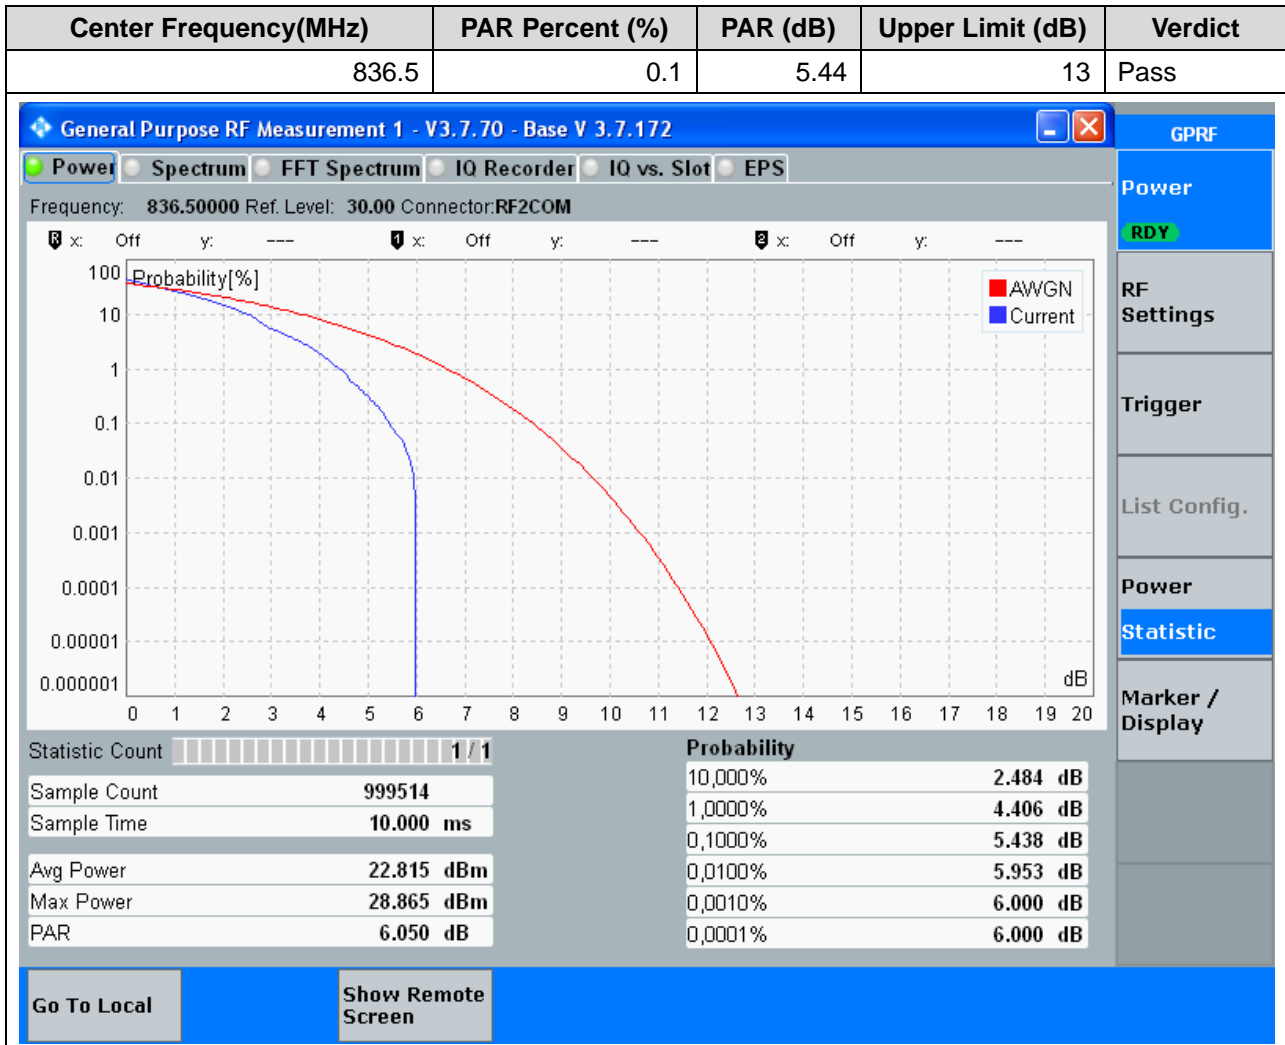 Center Frequency(MHz) PAR Percent (%) PAR (dB) Upper Limit (dB) Verdict
836.5 0.1 5.44 13 Pass
General Purpose RF Measurement 1 - V3.7.70 - Base V 3.7.172
GPRF
Power Spectrum FFT Spectrum IQ Recorder IQ vs. Slot EPS
Power
RDY
Frequency: 836.50000 Ref. Level: 30.00 Connector:RF2COM
R x: Off y: --- 1 x: Off y: --- 2 x: Off y: ---
Probability[%]
AWGN
Current
100
10
1
0.1
0.01
0.001
0.0001
0.00001
0.000001
dB
0 1 2 3 4 5 6 7 8 9 10 11 12 13 14 15 16 17 18 19 20
RF
Settings
Trigger
List Config.
Power
Statistic
Marker /
Display
Statistic Count 1 / 1
Sample Count 999514
Sample Time 10.000 ms
Avg Power 22.815 dBm
Max Power 28.865 dBm
PAR 6.050 dB
Probability
10,000% 2.484 dB
1,0000% 4.406 dB
0,1000% 5.438 dB
0,0100% 5.953 dB
0,0010% 6.000 dB
0,0001% 6.000 dB
Go To Local
Show Remote
Screen